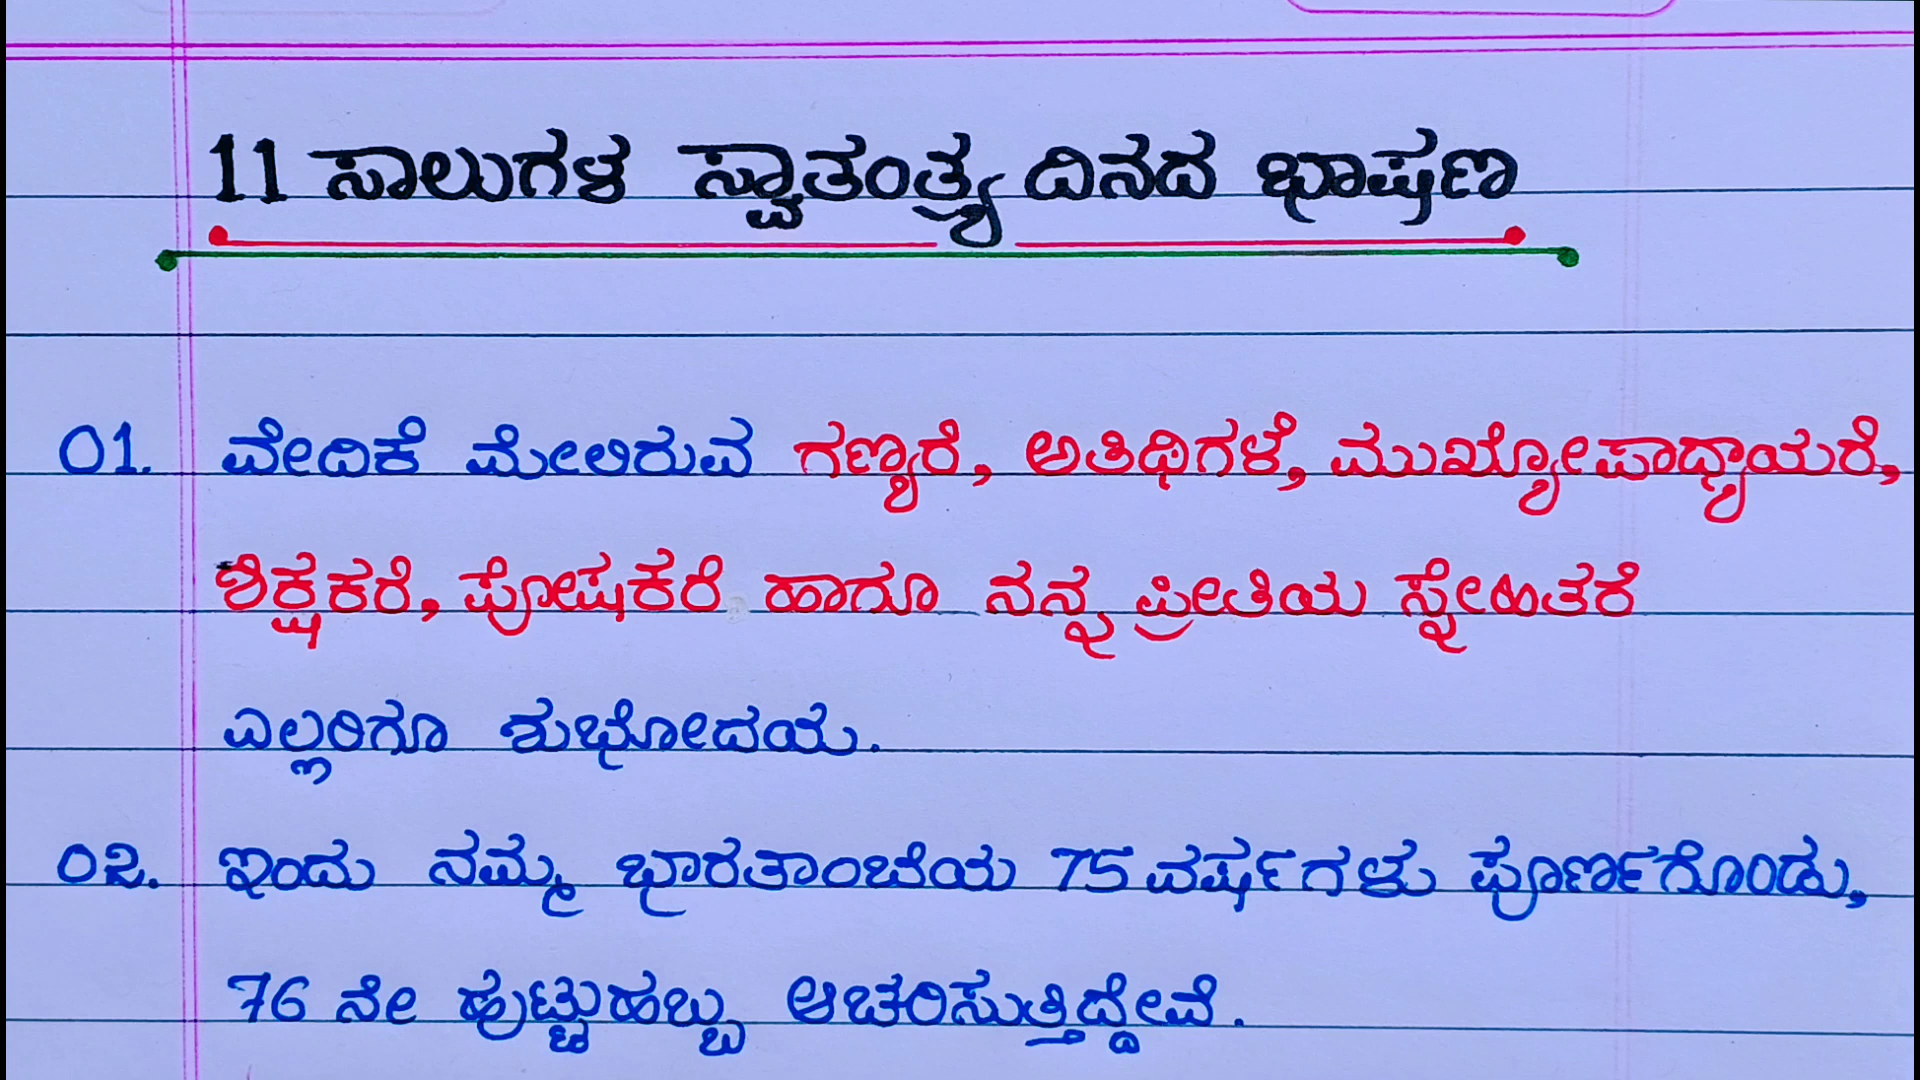 11 ಸಾಲುಗಳ ಸ್ವಾತಂತ್ರ್ಯ ದಿನದ ಭಾಷಣ
01. ವೇದಿಕೆ ಮೇಲಿರುವ ಗಣ್ಯರೆ, ಅತಿಥಿಗಳೆ, ಮುಖ್ಯೋಪಾಧ್ಯಾಯರೆ,
ಶಿಕ್ಷಕರೆ, ಪೋಷಕರೆ ಹಾಗೂ ನನ್ನ ಪ್ರೀತಿಯ ಸ್ನೇಹಿತರೆ
ಎಲ್ಲರಿಗೂ ಶುಭೋದಯ.
02. ಇಂದು ನಮ್ಮ ಭಾರತಾಂಬೆಯ 75 ವರ್ಷಗಳು ಪೂರ್ಣಗೊಂಡು,
76 ನೇ ಹುಟ್ಟುಹಬ್ಬ ಆಚರಿಸುತ್ತಿದ್ದೇವೆ.